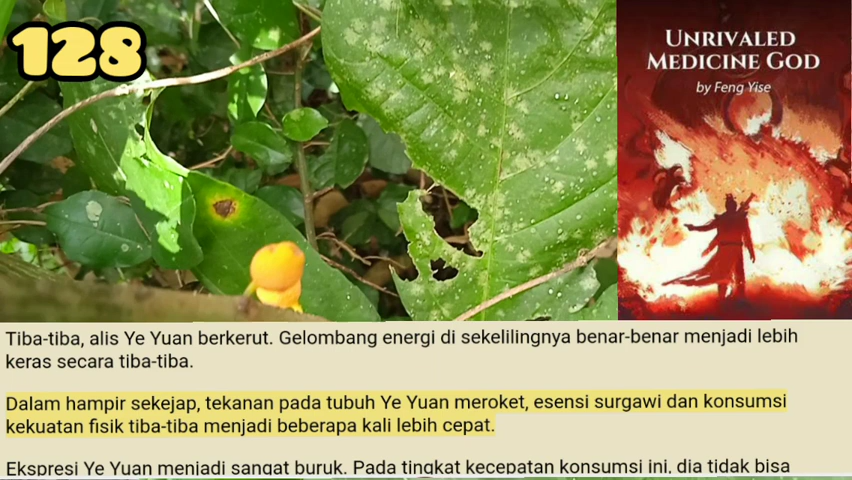 128
UNRIVALED
MEDICINE GOD
by Feng Yise
Tiba-tiba, alis Ye Yuan berkerut. Gelombang energi di sekelilingnya benar-benar menjadi lebih
keras secara tiba-tiba.
Dalam hampir sekejap, tekanan pada tubuh Ye Yuan meroket, esensi surgawi dan konsumsi
kekuatan fisik tiba-tiba menjadi beberapa kali lebih cepat.
Ekspresi Ye Yuan menjadi sangat buruk. Pada tingkat kecepatan konsumsi ini, dia tidak bisa